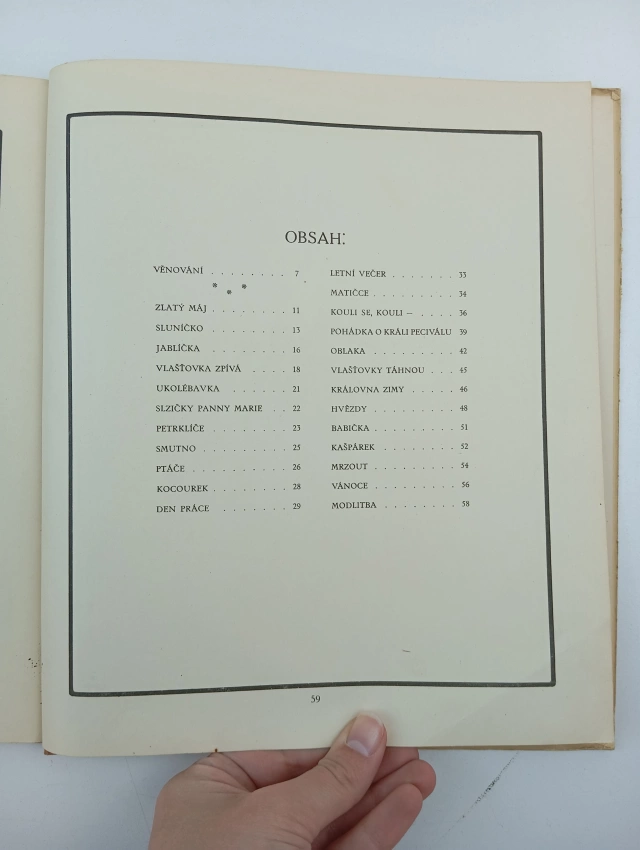 OBSAH:
VĚNOVÁNÍ . . . . . . . . 7
* * *
ZLATÝ MÁJ . . . . . . . . 11
SLUNÍČKO . . . . . . . . 13
JABLÍČKA . . . . . . . . 16
VLAŠŤOVKA ZPÍVÁ . . . . 18
UKOLÉBAVKA . . . . . . 21
SLZIČKY PANNY MARIE . . 22
PETRKLÍČE . . . . . . . . 23
SMUTNO . . . . . . . . . 25
PTÁČE . . . . . . . . . . 26
KOCOUREK . . . . . . . . 28
DEN PRÁCE . . . . . . . 29
LETNÍ VEČER . . . . . . . 33
MATIČCE . . . . . . . . . 34
KOULI SE, KOULI — . . . . 36
POHÁDKA O KRÁLI PECIVÁLU 39
OBLAKA . . . . . . . . . 42
VLAŠŤOVKY TÁHNOU . . . 45
KRÁLOVNA ZIMY . . . . . 46
HVĚZDY . . . . . . . . . 48
BABIČKA . . . . . . . . . 51
KAŠPÁREK . . . . . . . . 52
MRZOUT . . . . . . . . . 54
VÁNOCE . . . . . . . . . 56
MODLITBA . . . . . . . . 58
59